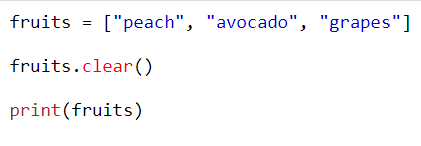 fruits = ["peach", "avocado", "grapes"]
fruits.clear()
print(fruits)